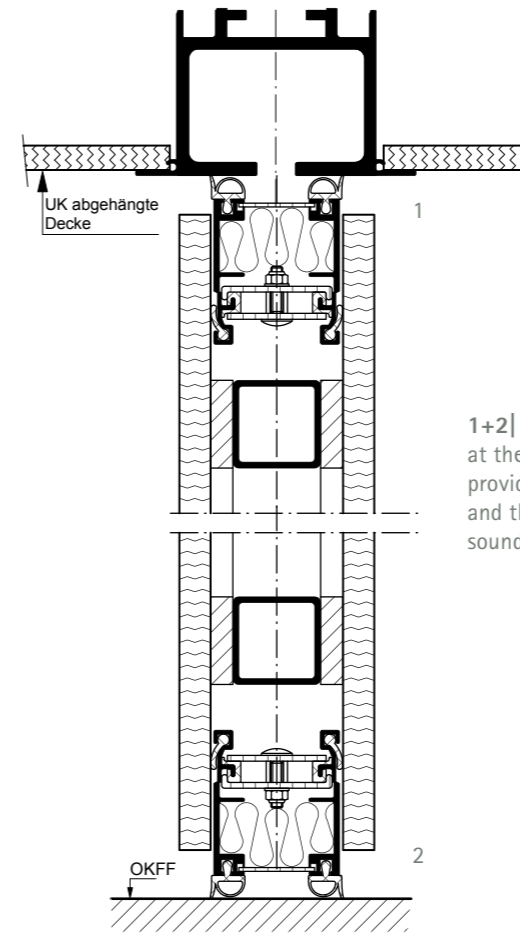 UK abgehängte
Decke
1
1+2|
at the
provid
and th
sound
2
OKFF